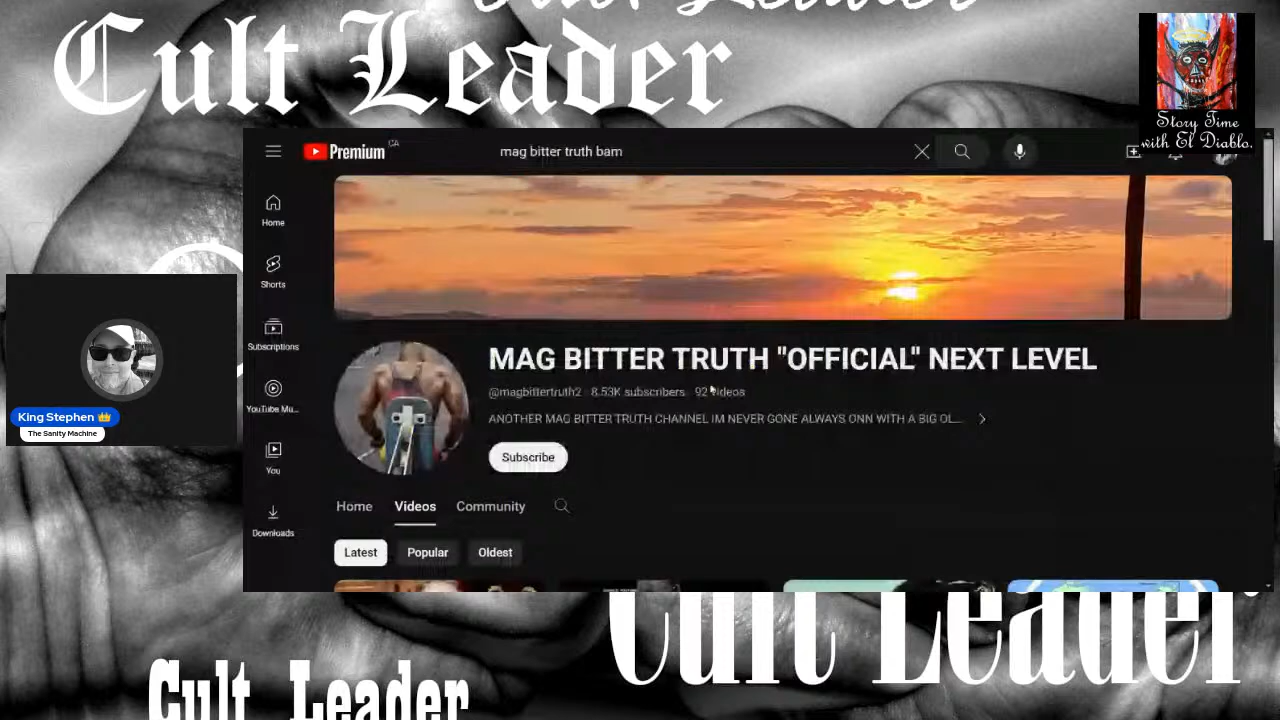 Cult Leader
Cult Leader
Story Time
with El Diablo.
Premium CA
mag bitter truth bam
Home
Shorts
Subscriptions
YouTube Mu...
You
Downloads
MAG BITTER TRUTH "OFFICIAL" NEXT LEVEL
@magbittertruth2 8.53K subscribers 92 videos
ANOTHER MAG BITTER TRUTH CHANNEL IM NEVER GONE ALWAYS ONN WITH A BIG OL...
Subscribe
Home Videos Community
Latest Popular Oldest
King Stephen
The Sanity Machine
Cult Leader
Cult Leader